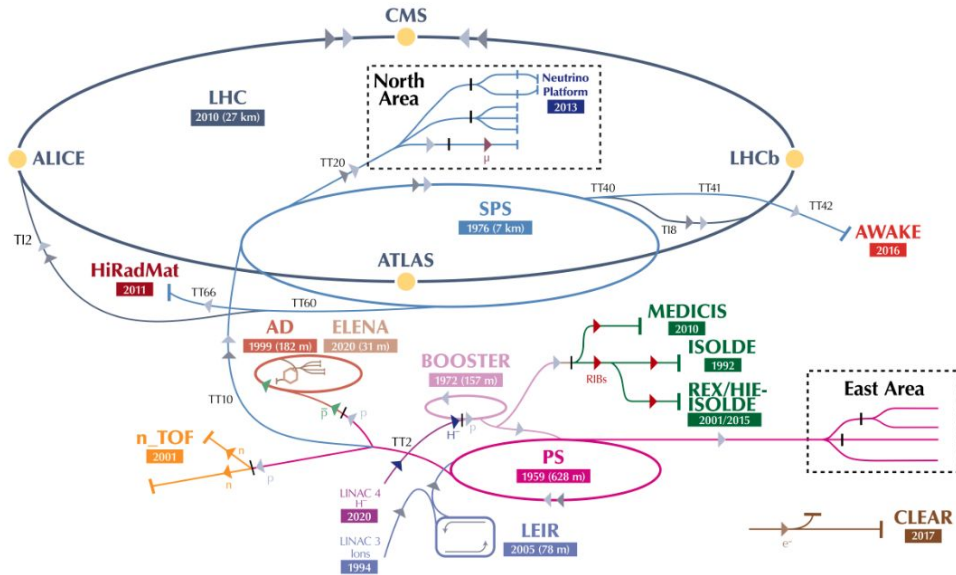 CMS
North
Area
Neutrino
Platform
2013
LHC
2010 (27 km)
ALICE
LHCb
μ
TT20
TT40
TT41
TT42
SPS
1976 (7 km)
TI8
TI2
AWAKE
2016
ATLAS
HiRadMat
2011
TT66
TT60
MEDICIS
2010
AD
1999 (182 m)
ELENA
2020 (31 m)
BOOSTER
1972 (157 m)
ISOLDE
1992
RIBs
REX/HIE-
ISOLDE
2001/2015
East Area
TT10
p̅
p
TT2
H⁻
p
n_TOF
2001
n
n
p
PS
1959 (628 m)
LINAC 4
H⁻
2020
LINAC 3
Ions
1994
LEIR
2005 (78 m)
CLEAR
2017
e⁻